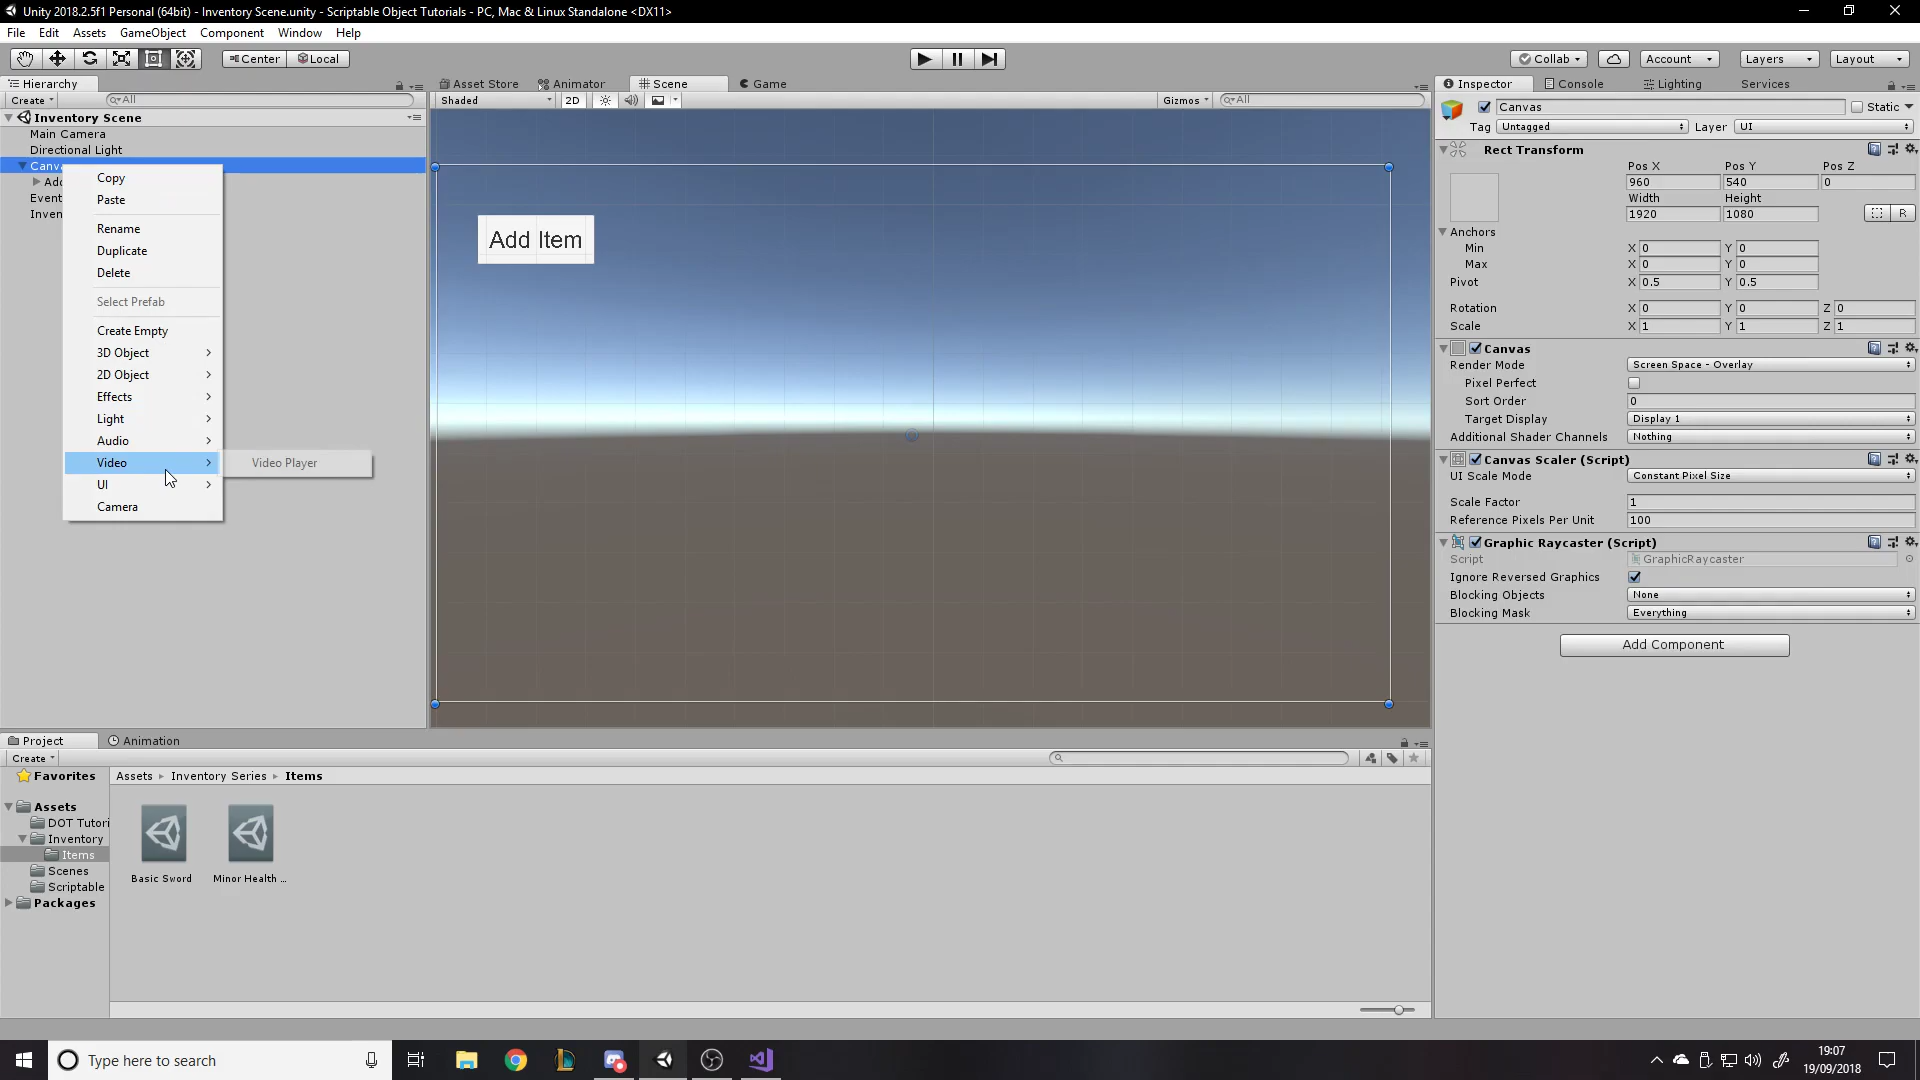 Unity 2018.2.5f1 Personal (64bit) - Inventory Scene.unity - Scriptable Object Tutorials - PC, Mac & Linux Standalone <DX11>
File Edit Assets GameObject Component Window Help
Center Local Collab Account Layers Layout
Hierarchy Asset Store Animator Scene Game Inspector Console Lighting Services
Create All Shaded 2D Gizmos All Canvas Static
Inventory Scene
Main Camera
Directional Light
Canv
Add
Event
Inven
Copy
Paste
Rename
Duplicate
Delete
Select Prefab
Create Empty
3D Object
2D Object
Effects
Light
Audio
Video
UI
Camera
Video Player
Add Item
Tag Untagged Layer UI
Rect Transform
Pos X Pos Y Pos Z
960 540 0
Width Height
1920 1080 R
Anchors
Min X 0 Y 0
Max X 0 Y 0
Pivot X 0.5 Y 0.5
Rotation X 0 Y 0 Z 0
Scale X 1 Y 1 Z 1
Canvas
Render Mode Screen Space - Overlay
Pixel Perfect
Sort Order 0
Target Display Display 1
Additional Shader Channels Nothing
Canvas Scaler (Script)
UI Scale Mode Constant Pixel Size
Scale Factor 1
Reference Pixels Per Unit 100
Graphic Raycaster (Script)
Script GraphicRaycaster
Ignore Reversed Graphics
Blocking Objects None
Blocking Mask Everything
Add Component
Project Animation
Create
Favorites
Assets
DOT Tutori
Inventory
Items
Scenes
Scriptable
Packages
Assets Inventory Series Items
Basic Sword Minor Health ...
Type here to search
19:07
19/09/2018